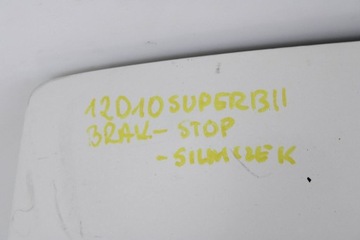 12010 SUPERB II
BRAK - STOP
- SILNICZEK